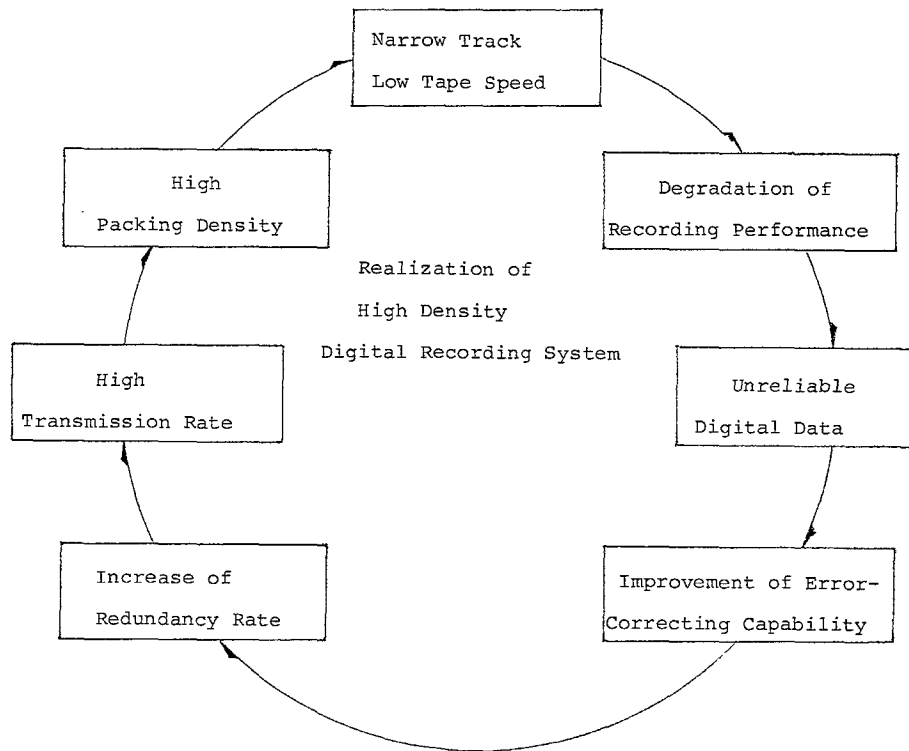 Narrow Track
Low Tape Speed
Degradation of
Recording Performance
Unreliable
Digital Data
Improvement of Error-
Correcting Capability
Increase of
Redundancy Rate
High
Transmission Rate
High
Packing Density
Realization of
High Density
Digital Recording System